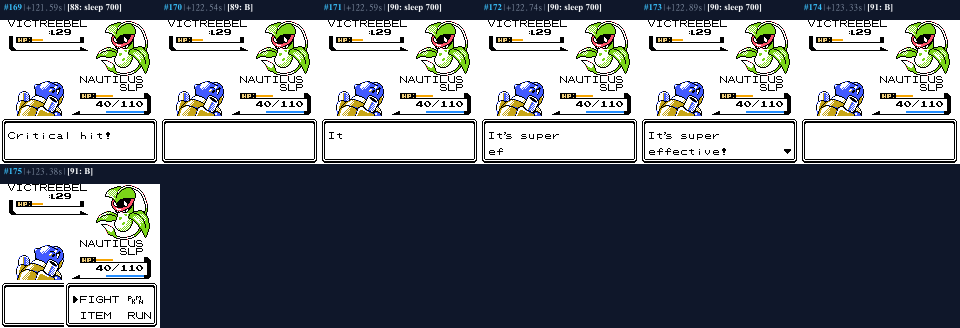 #169|+121.59s|[88: sleep 700]
VICTREEBEL
:L29
HP:
NAUTILUS
SLP
HP:
40/110
Critical hit!
#170|+122.54s|[89: B]
VICTREEBEL
:L29
HP:
NAUTILUS
SLP
HP:
40/110
#171|+122.59s|[90: sleep 700]
VICTREEBEL
:L29
HP:
NAUTILUS
SLP
HP:
40/110
It
#172|+122.74s|[90: sleep 700]
VICTREEBEL
:L29
HP:
NAUTILUS
SLP
HP:
40/110
It's super
ef
#173|+122.89s|[90: sleep 700]
VICTREEBEL
:L29
HP:
NAUTILUS
SLP
HP:
40/110
It's super
effective!
#174|+123.33s|[91: B]
VICTREEBEL
:L29
HP:
NAUTILUS
SLP
HP:
40/110
#175|+123.38s|[91: B]
VICTREEBEL
:L29
HP:
NAUTILUS
SLP
HP:
40/110
FIGHT PKMN
ITEM RUN